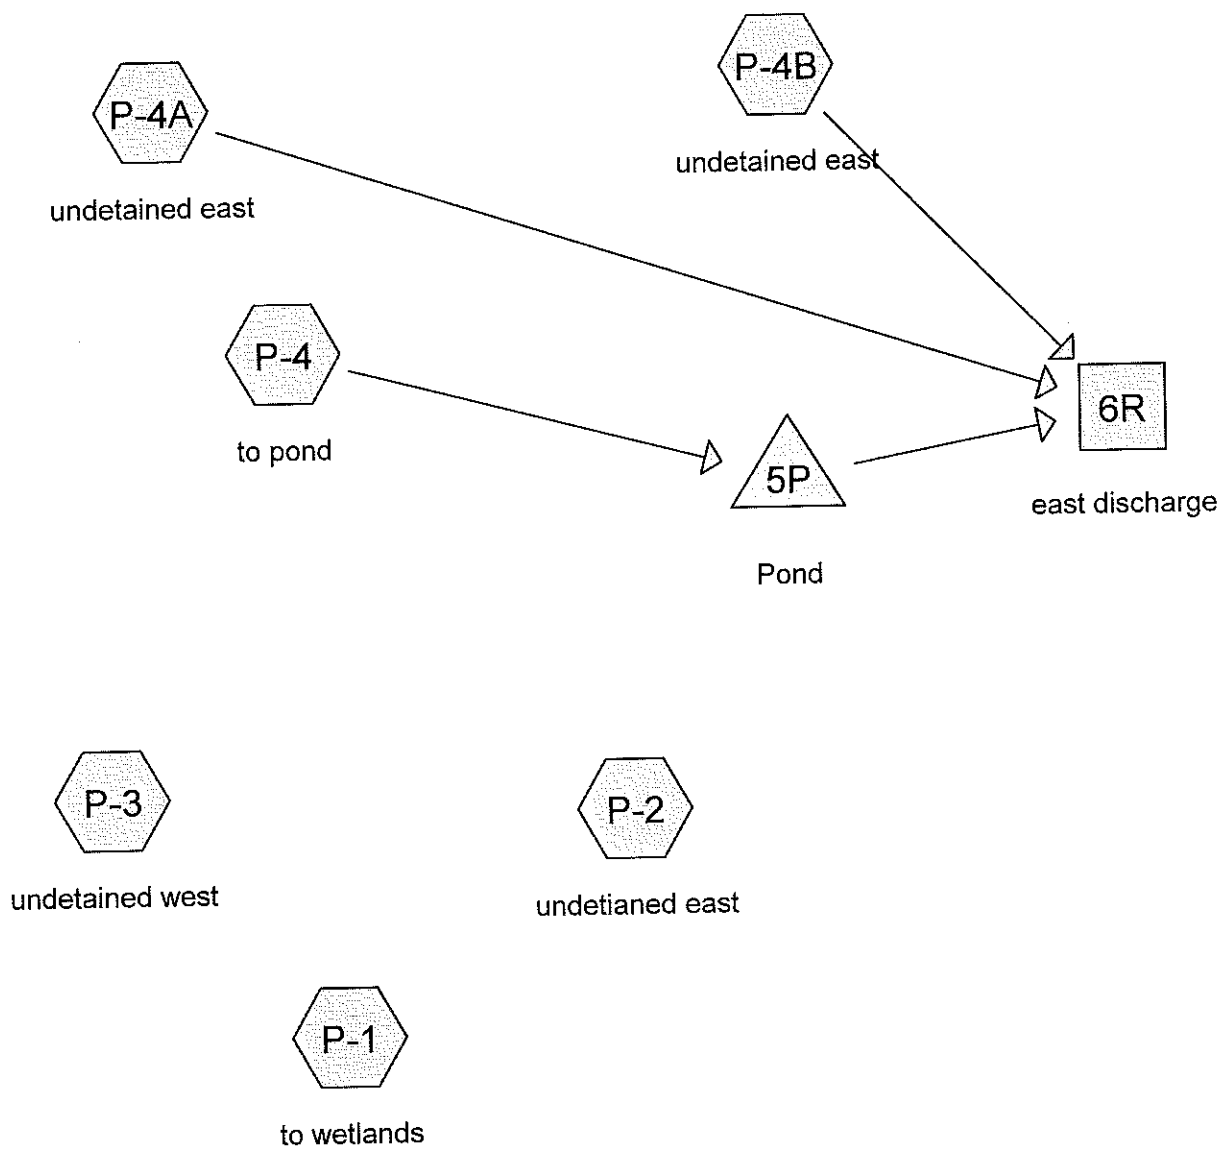 P-4B
P-4A
undetained east
undetained east
P-4
6R
to pond
5P
east discharge
Pond
P-3
P-2
undetained west
undetianed east
P-1
to wetlands